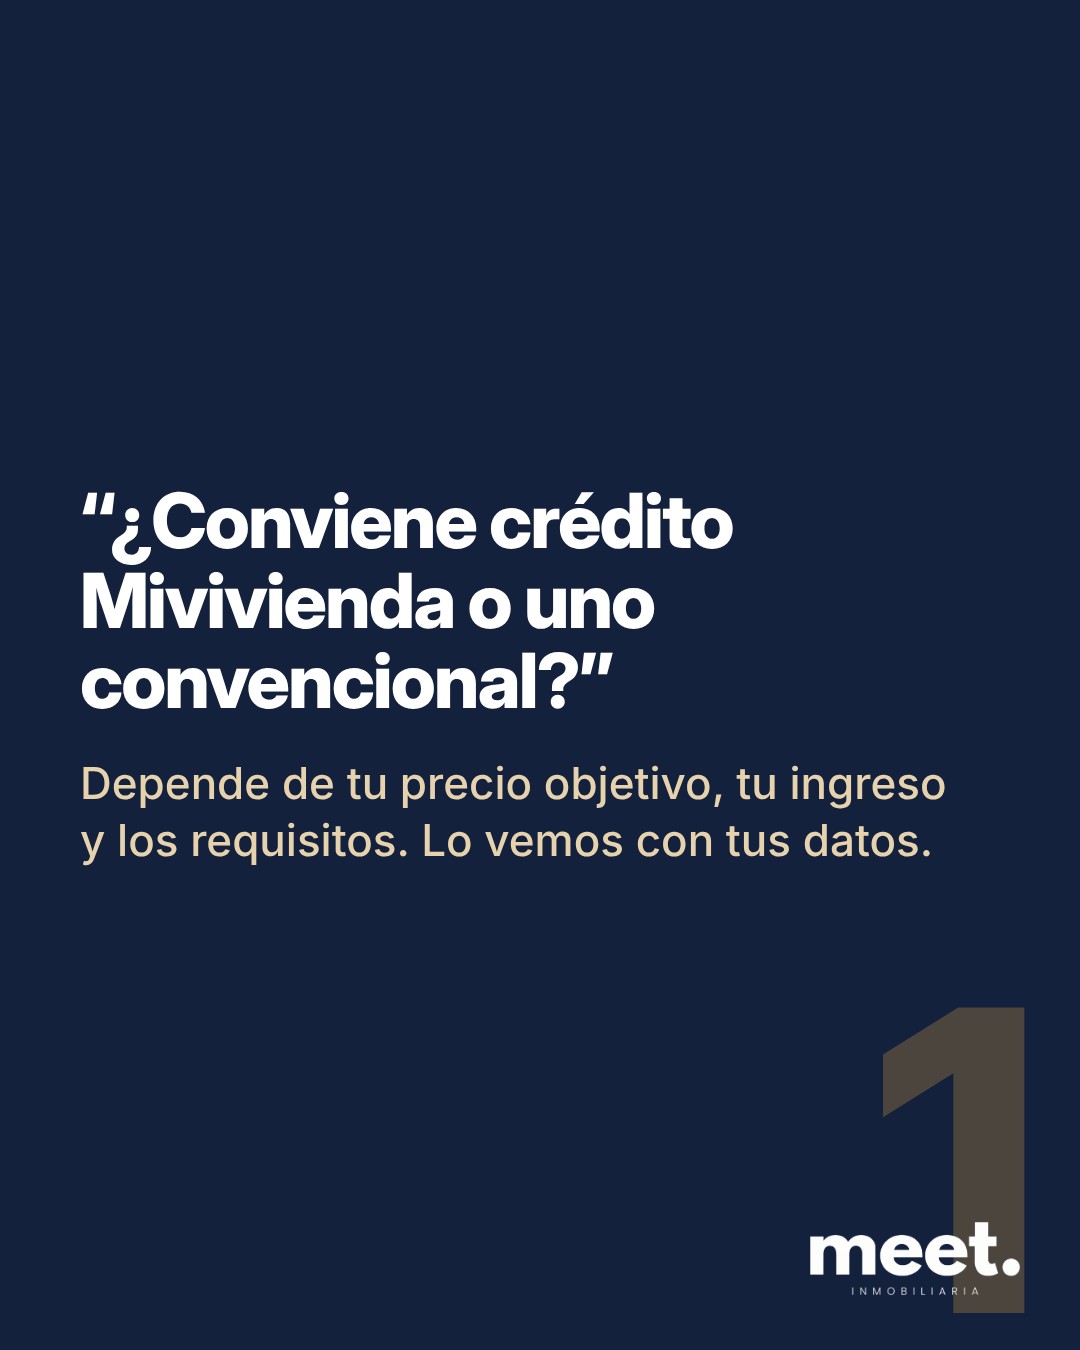 “¿Conviene crédito
Mivivienda o uno
convencional?”
Depende de tu precio objetivo, tu ingreso
y los requisitos. Lo vemos con tus datos.
1
meet.
INMOBILIARIA